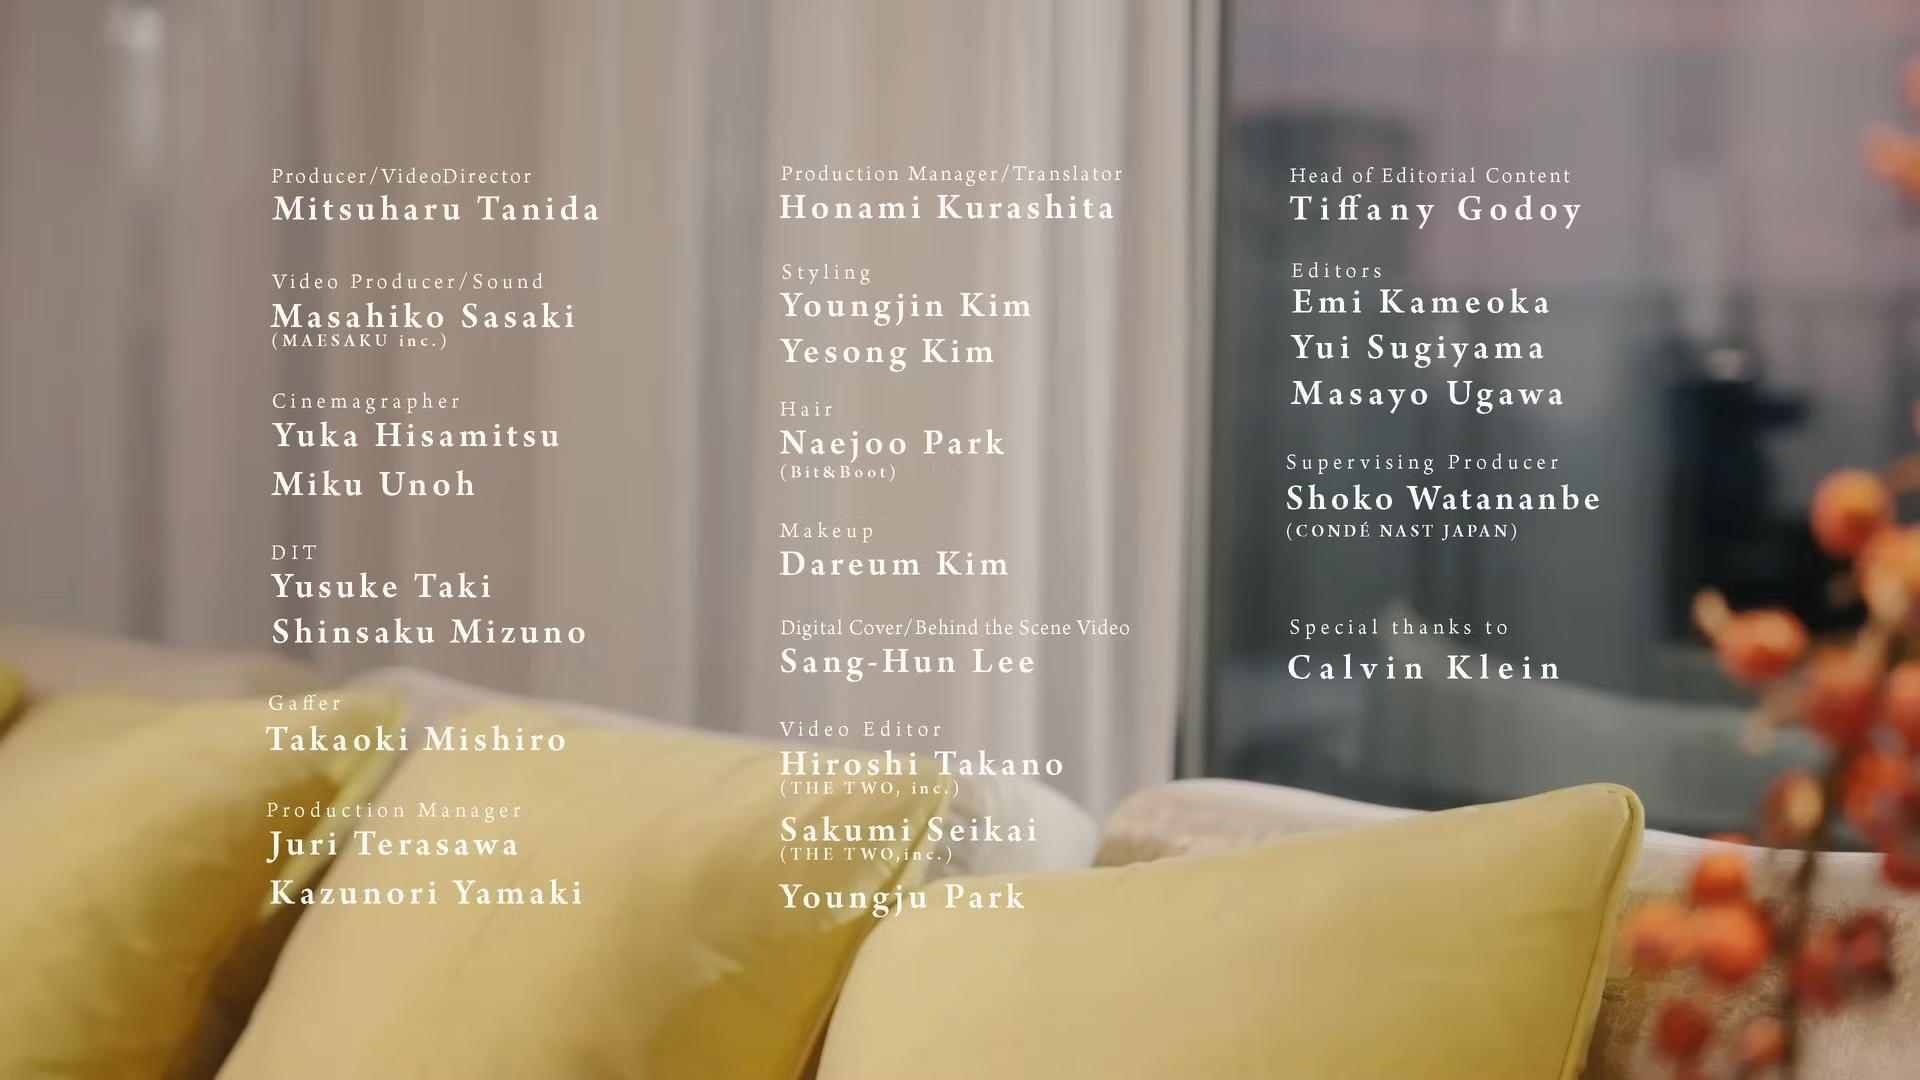 Producer/VideoDirector
Mitsuharu Tanida
Video Producer/Sound
Masahiko Sasaki
(MAESAKU inc.)
Cinemagrapher
Yuka Hisamitsu
Miku Unoh
DIT
Yusuke Taki
Shinsaku Mizuno
Gaffer
Takaoki Mishiro
Production Manager
Juri Terasawa
Kazunori Yamaki
Production Manager/Translator
Honami Kurashita
Styling
Youngjin Kim
Yesong Kim
Hair
Naejoo Park
(Bit&Boot)
Makeup
Dareum Kim
Digital Cover/Behind the Scene Video
Sang-Hun Lee
Video Editor
Hiroshi Takano
(THE TWO, inc.)
Sakumi Seikai
(THE TWO,inc.)
Youngju Park
Head of Editorial Content
Tiffany Godoy
Editors
Emi Kameoka
Yui Sugiyama
Masayo Ugawa
Supervising Producer
Shoko Watananbe
(CONDÉ NAST JAPAN)
Special thanks to
Calvin Klein